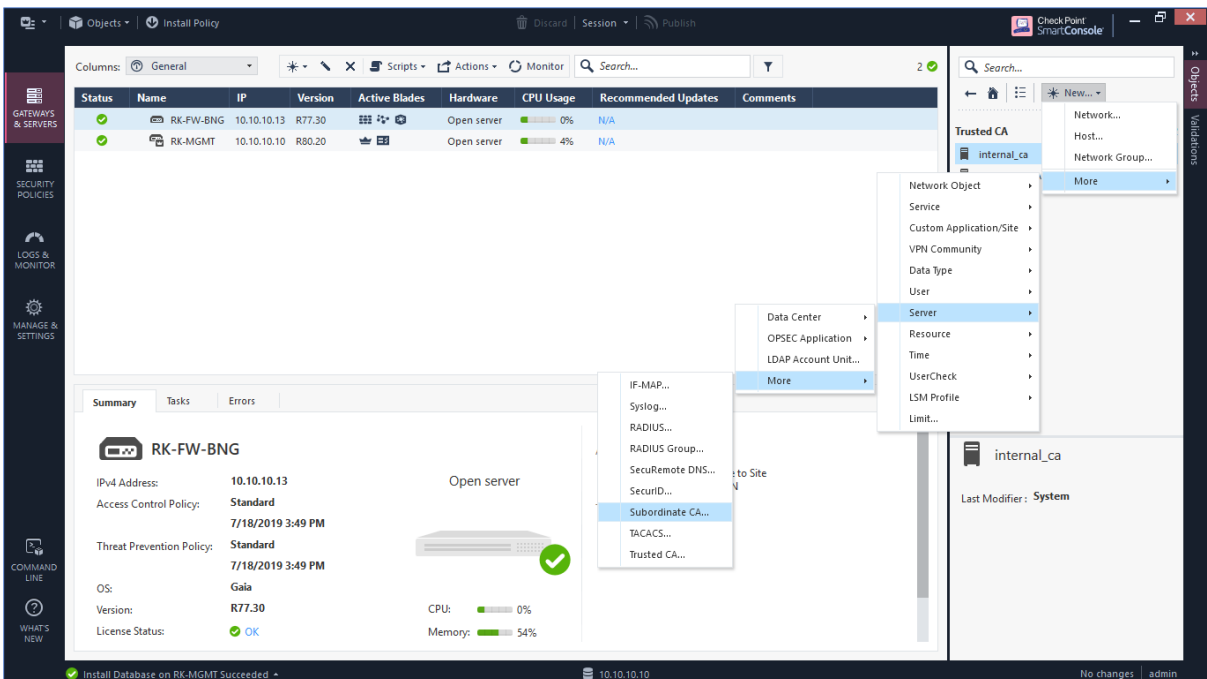 Objects
Install Policy
Discard
Session
Publish
Check Point
SmartConsole
GATEWAYS
& SERVERS
SECURITY
POLICIES
LOGS &
MONITOR
MANAGE &
SETTINGS
COMMAND
LINE
WHAT'S
NEW
Columns: General
Scripts
Actions
Monitor
Search...
2
Status Name IP Version Active Blades Hardware CPU Usage Recommended Updates Comments
RK-FW-BNG 10.10.10.13 R77.30 Open server 0% N/A
RK-MGMT 10.10.10.10 R80.20 Open server 4% N/A
Search...
New...
Trusted CA
internal_ca
Network...
Host...
Network Group...
More
Network Object
Service
Custom Application/Site
VPN Community
Data Type
User
Server
Resource
Time
UserCheck
LSM Profile
Limit...
Data Center
OPSEC Application
LDAP Account Unit...
More
IF-MAP...
Syslog...
RADIUS...
RADIUS Group...
SecuRemote DNS...
SecurID...
Subordinate CA...
TACACS...
Trusted CA...
Objects
Validations
Summary Tasks Errors
RK-FW-BNG
IPv4 Address: 10.10.10.13
Access Control Policy: Standard
7/18/2019 3:49 PM
Threat Prevention Policy: Standard
7/18/2019 3:49 PM
OS: Gaia
Version: R77.30
License Status: OK
Open server
CPU: 0%
Memory: 54%
to Site
internal_ca
Last Modifier: System
Install Database on RK-MGMT Succeeded
10.10.10.10
No changes admin